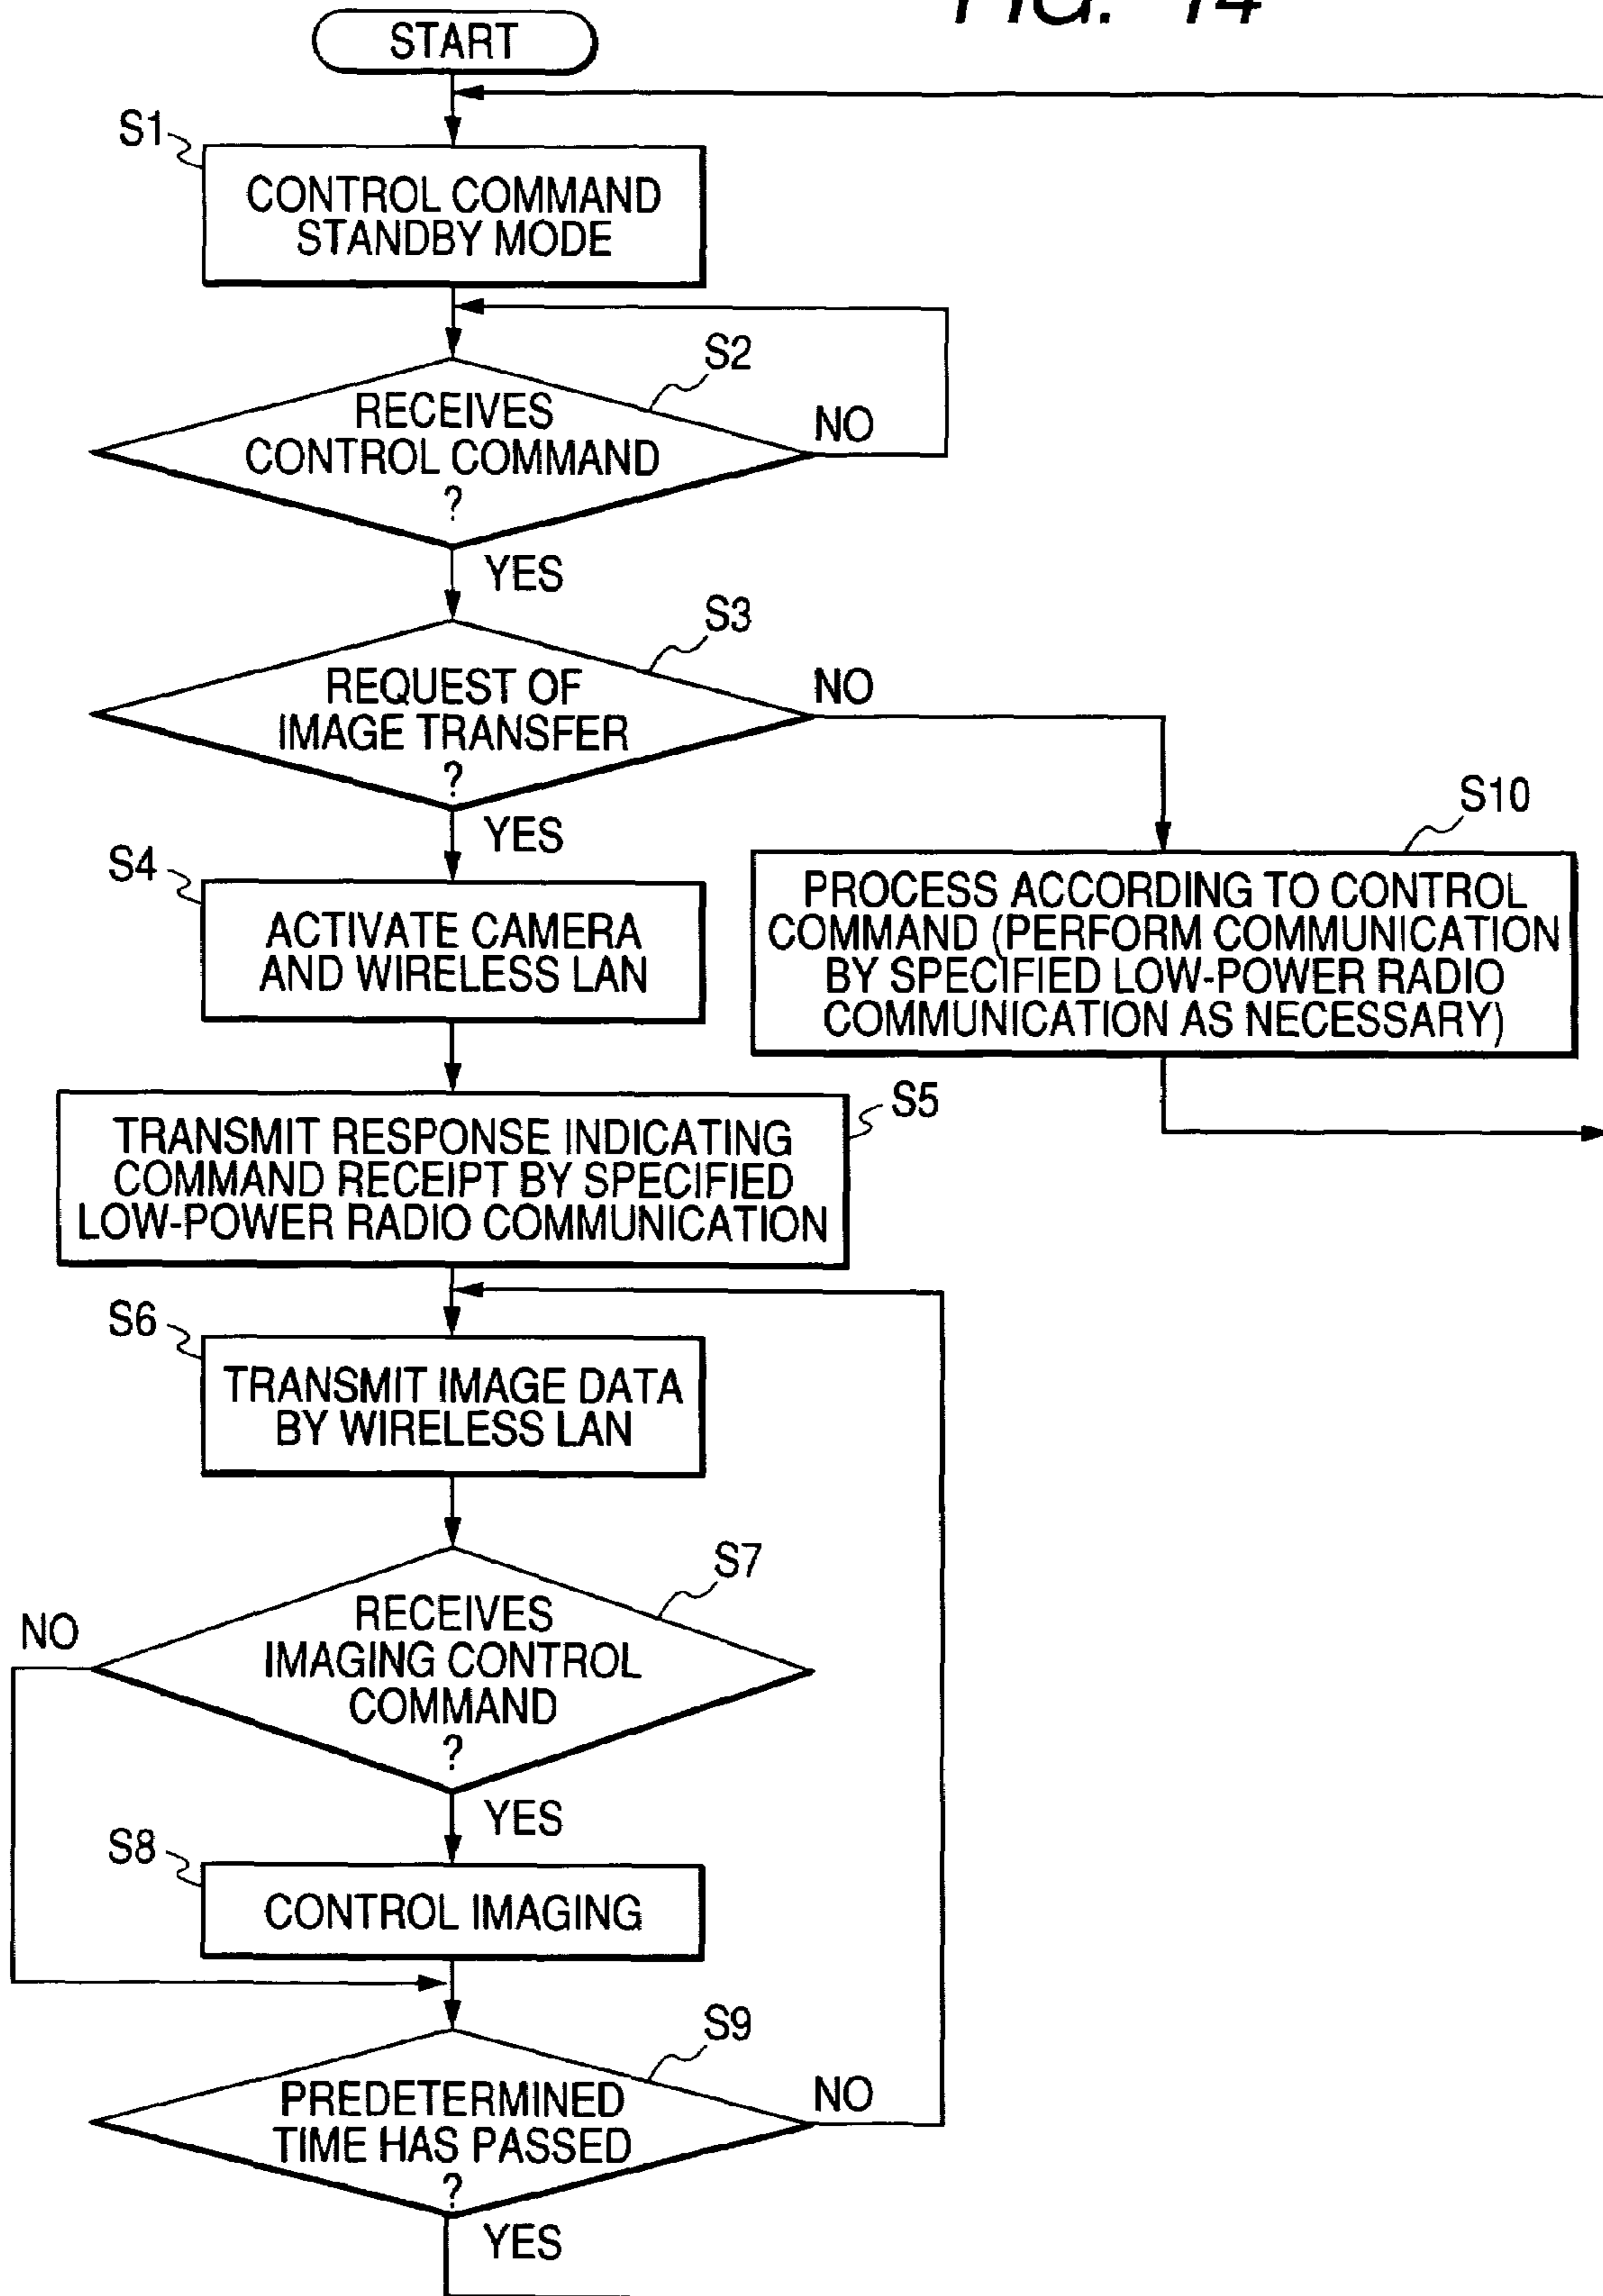 FIG. 14
START
S1
CONTROL COMMAND
STANDBY MODE
S2
RECEIVES
CONTROL COMMAND
?
NO
YES
S3
REQUEST OF
IMAGE TRANSFER
?
NO
YES
S10
PROCESS ACCORDING TO CONTROL
COMMAND (PERFORM COMMUNICATION
BY SPECIFIED LOW-POWER RADIO
COMMUNICATION AS NECESSARY)
S4
ACTIVATE CAMERA
AND WIRELESS LAN
S5
TRANSMIT RESPONSE INDICATING
COMMAND RECEIPT BY SPECIFIED
LOW-POWER RADIO COMMUNICATION
S6
TRANSMIT IMAGE DATA
BY WIRELESS LAN
S7
RECEIVES
IMAGING CONTROL
COMMAND
?
NO
YES
S8
CONTROL IMAGING
S9
PREDETERMINED
TIME HAS PASSED
?
NO
YES